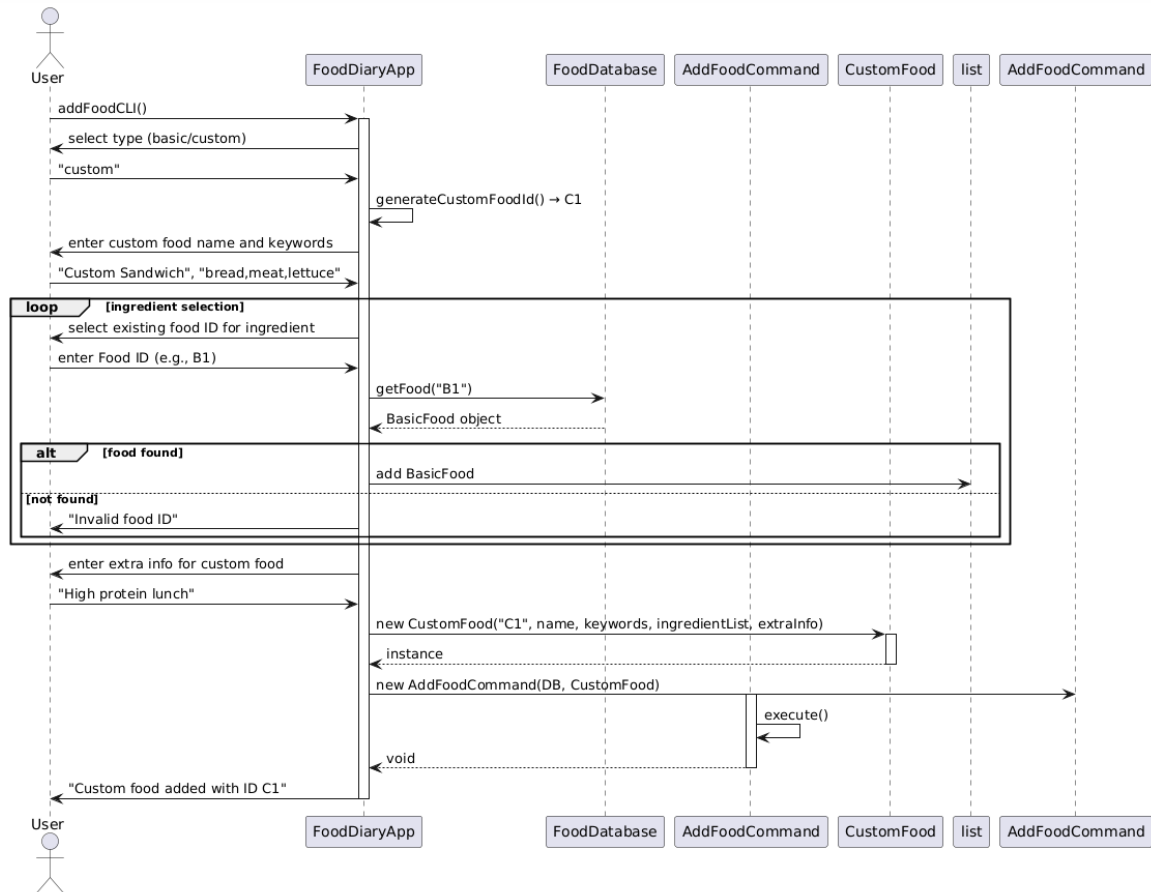 User
FoodDiaryApp
FoodDatabase
AddFoodCommand
CustomFood
list
AddFoodCommand
addFoodCLI()
select type (basic/custom)
"custom"
generateCustomFoodId() → C1
enter custom food name and keywords
"Custom Sandwich", "bread,meat,lettuce"
loop [ingredient selection]
select existing food ID for ingredient
enter Food ID (e.g., B1)
getFood("B1")
BasicFood object
alt [food found]
add BasicFood
[not found]
"Invalid food ID"
enter extra info for custom food
"High protein lunch"
new CustomFood("C1", name, keywords, ingredientList, extraInfo)
instance
new AddFoodCommand(DB, CustomFood)
execute()
void
"Custom food added with ID C1"
User
FoodDiaryApp
FoodDatabase
AddFoodCommand
CustomFood
list
AddFoodCommand